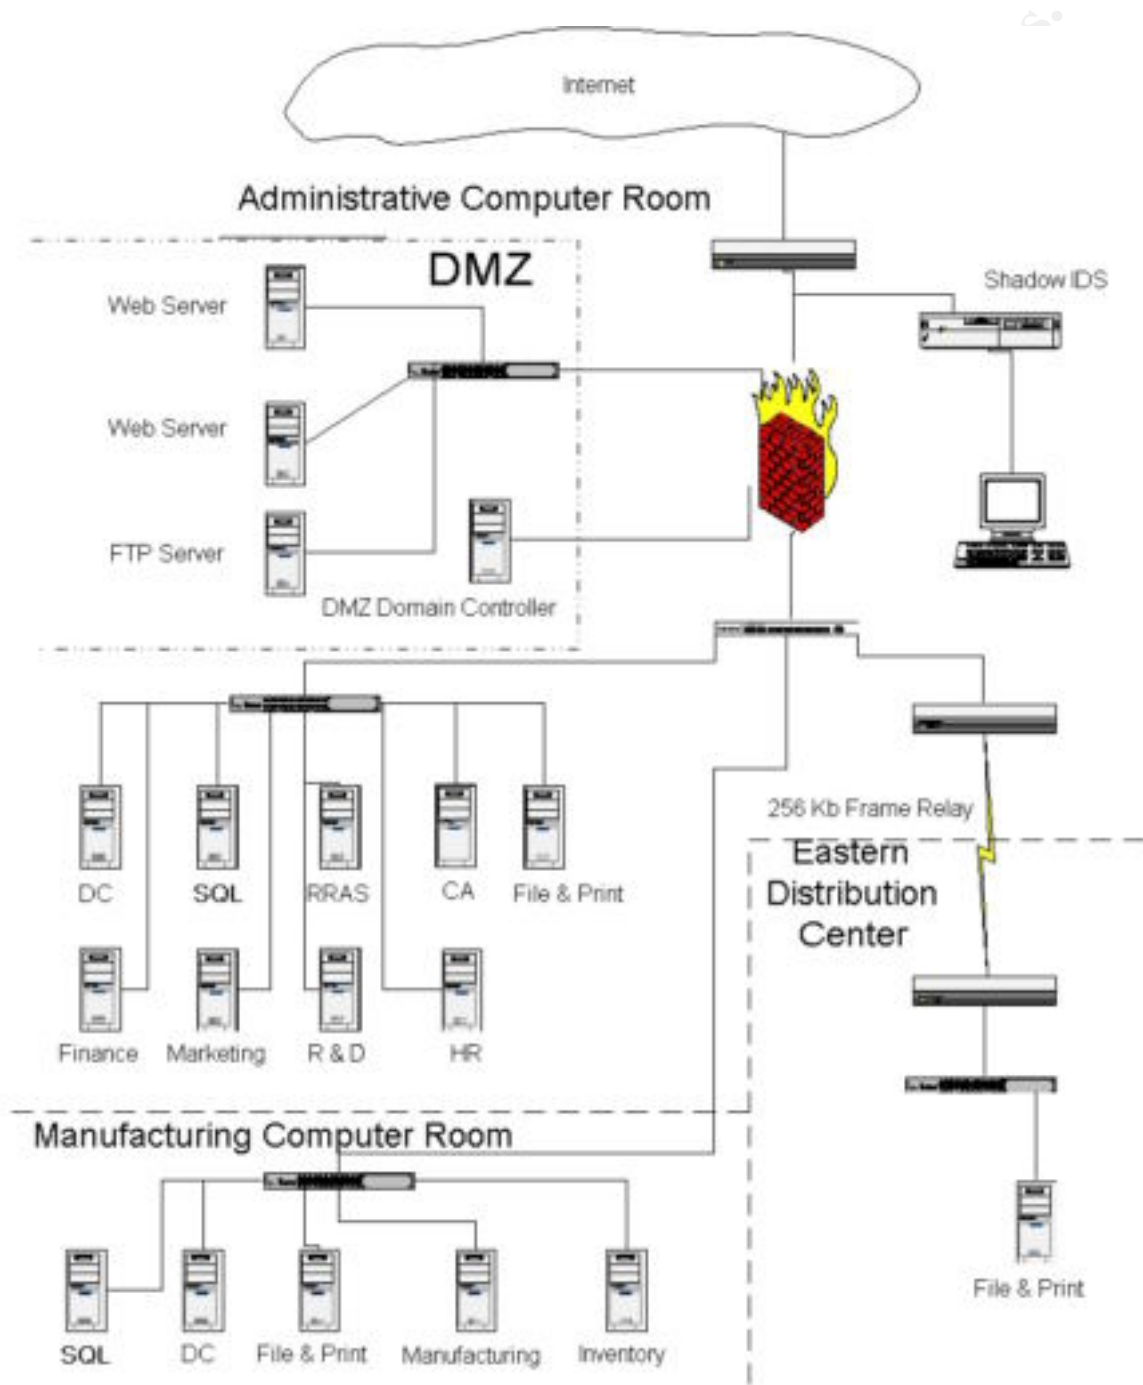 Internet
Administrative Computer Room
DMZ
Shadow IDS
Web Server
Web Server
FTP Server
DMZ Domain Controller
256 Kb Frame Relay
DC
SQL
RRAS
CA
File & Print
Eastern
Distribution
Center
Finance
Marketing
R & D
HR
Manufacturing Computer Room
File & Print
SQL
DC
File & Print
Manufacturing
Inventory